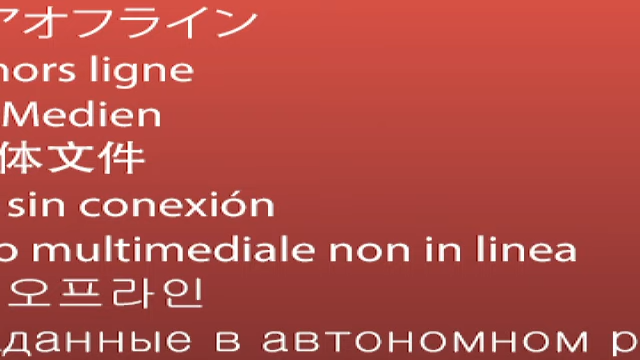 アオフライン
hors ligne
Medien
体文件
sin conexión
o multimediale non in linea
오프라인
данные в автономном р